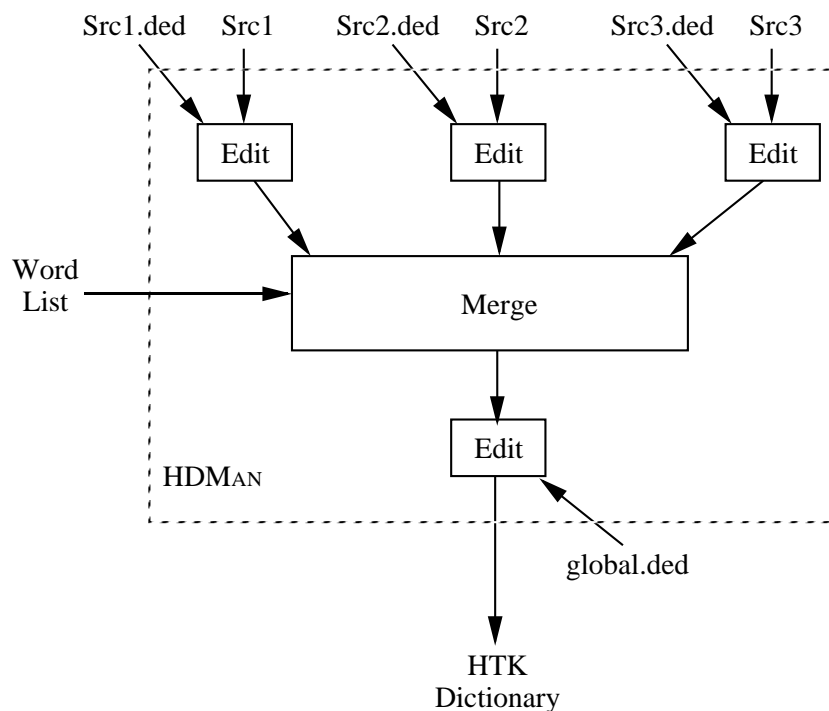 Src1.ded Src1 Src2.ded Src2 Src3.ded Src3
Edit Edit Edit
Word
List
Merge
Edit
HDMAN
global.ded
HTK
Dictionary